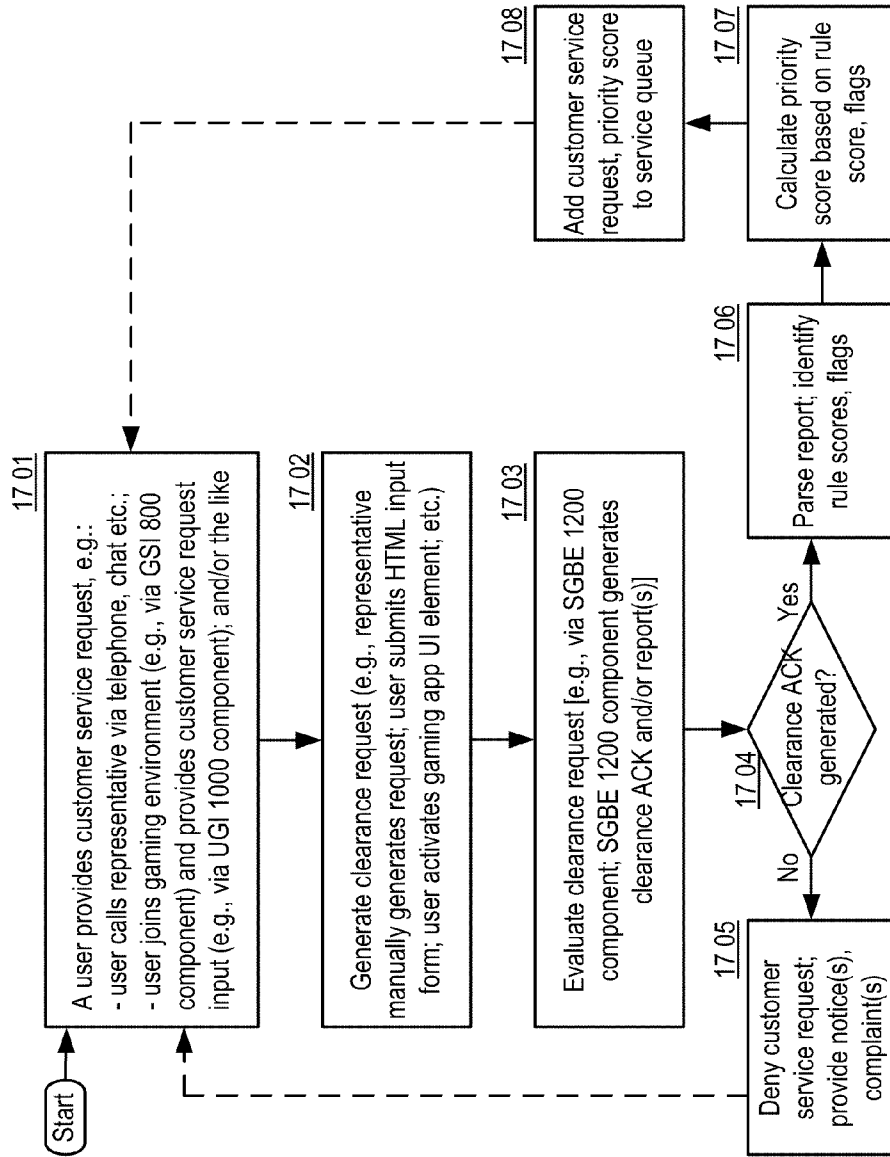 Start
17 01
A user provides customer service request, e.g.:
- user calls representative via telephone, chat etc.;
- user joins gaming environment (e.g., via GSI 800
component) and provides customer service request
input (e.g., via UGI 1000 component); and/or the like
17 02
Generate clearance request (e.g., representative
manually generates request; user submits HTML input
form; user activates gaming app UI element; etc.)
17 03
Evaluate clearance request [e.g., via SGBE 1200
component; SGBE 1200 component generates
clearance ACK and/or report(s)]
17 04
Clearance ACK
generated?
No
Yes
17 05
Deny customer
service request;
provide notice(s),
complaint(s)
17 06
Parse report; identify
rule scores, flags
17 07
Calculate priority
score based on rule
score, flags
17 08
Add customer service
request, priority score
to service queue